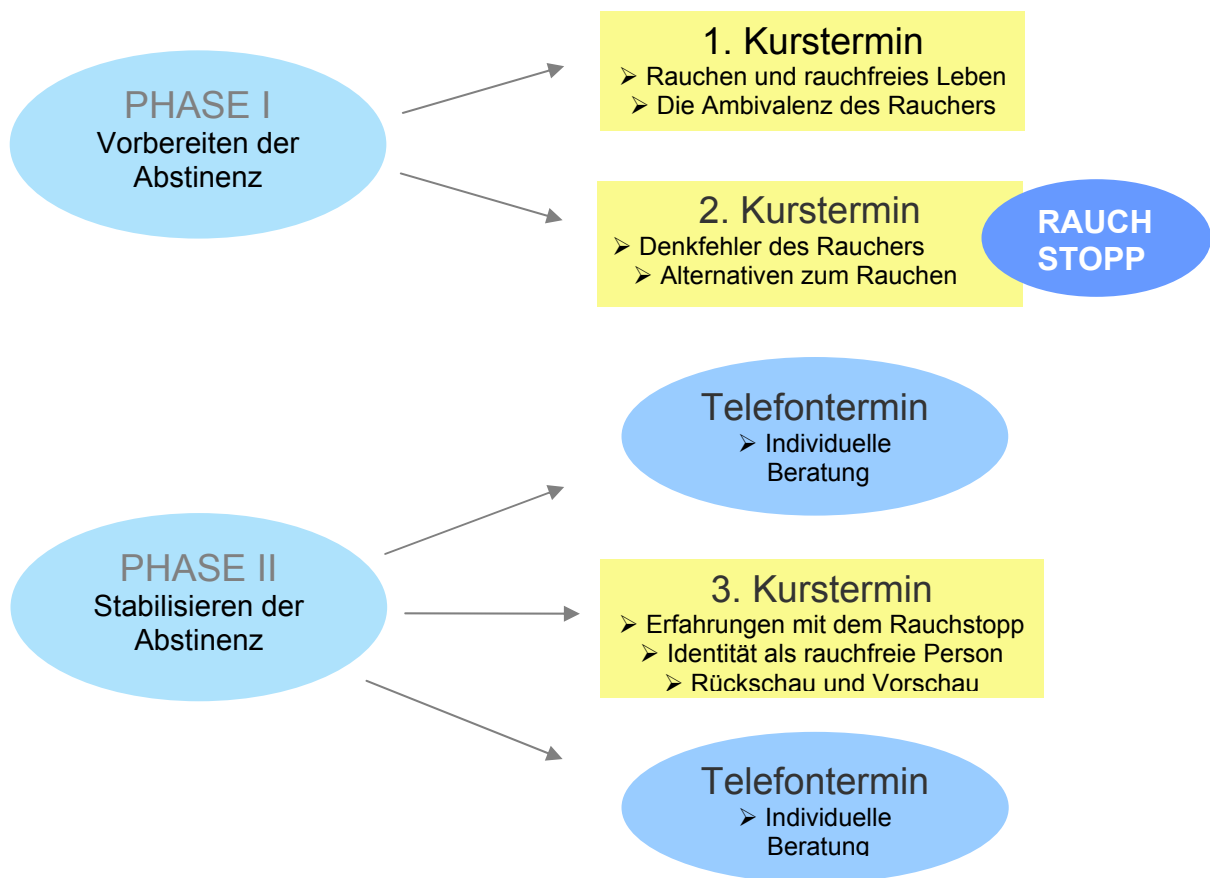 PHASE I
Vorbereiten der
Abstinenz
1. Kurstermin
➢ Rauchen und rauchfreies Leben
➢ Die Ambivalenz des Rauchers
2. Kurstermin
➢ Denkfehler des Rauchers
➢ Alternativen zum Rauchen
RAUCH
STOPP
PHASE II
Stabilisieren der
Abstinenz
Telefontermin
➢ Individuelle
Beratung
3. Kurstermin
➢ Erfahrungen mit dem Rauchstopp
➢ Identität als rauchfreie Person
➢ Rückschau und Vorschau
Telefontermin
➢ Individuelle
Beratung